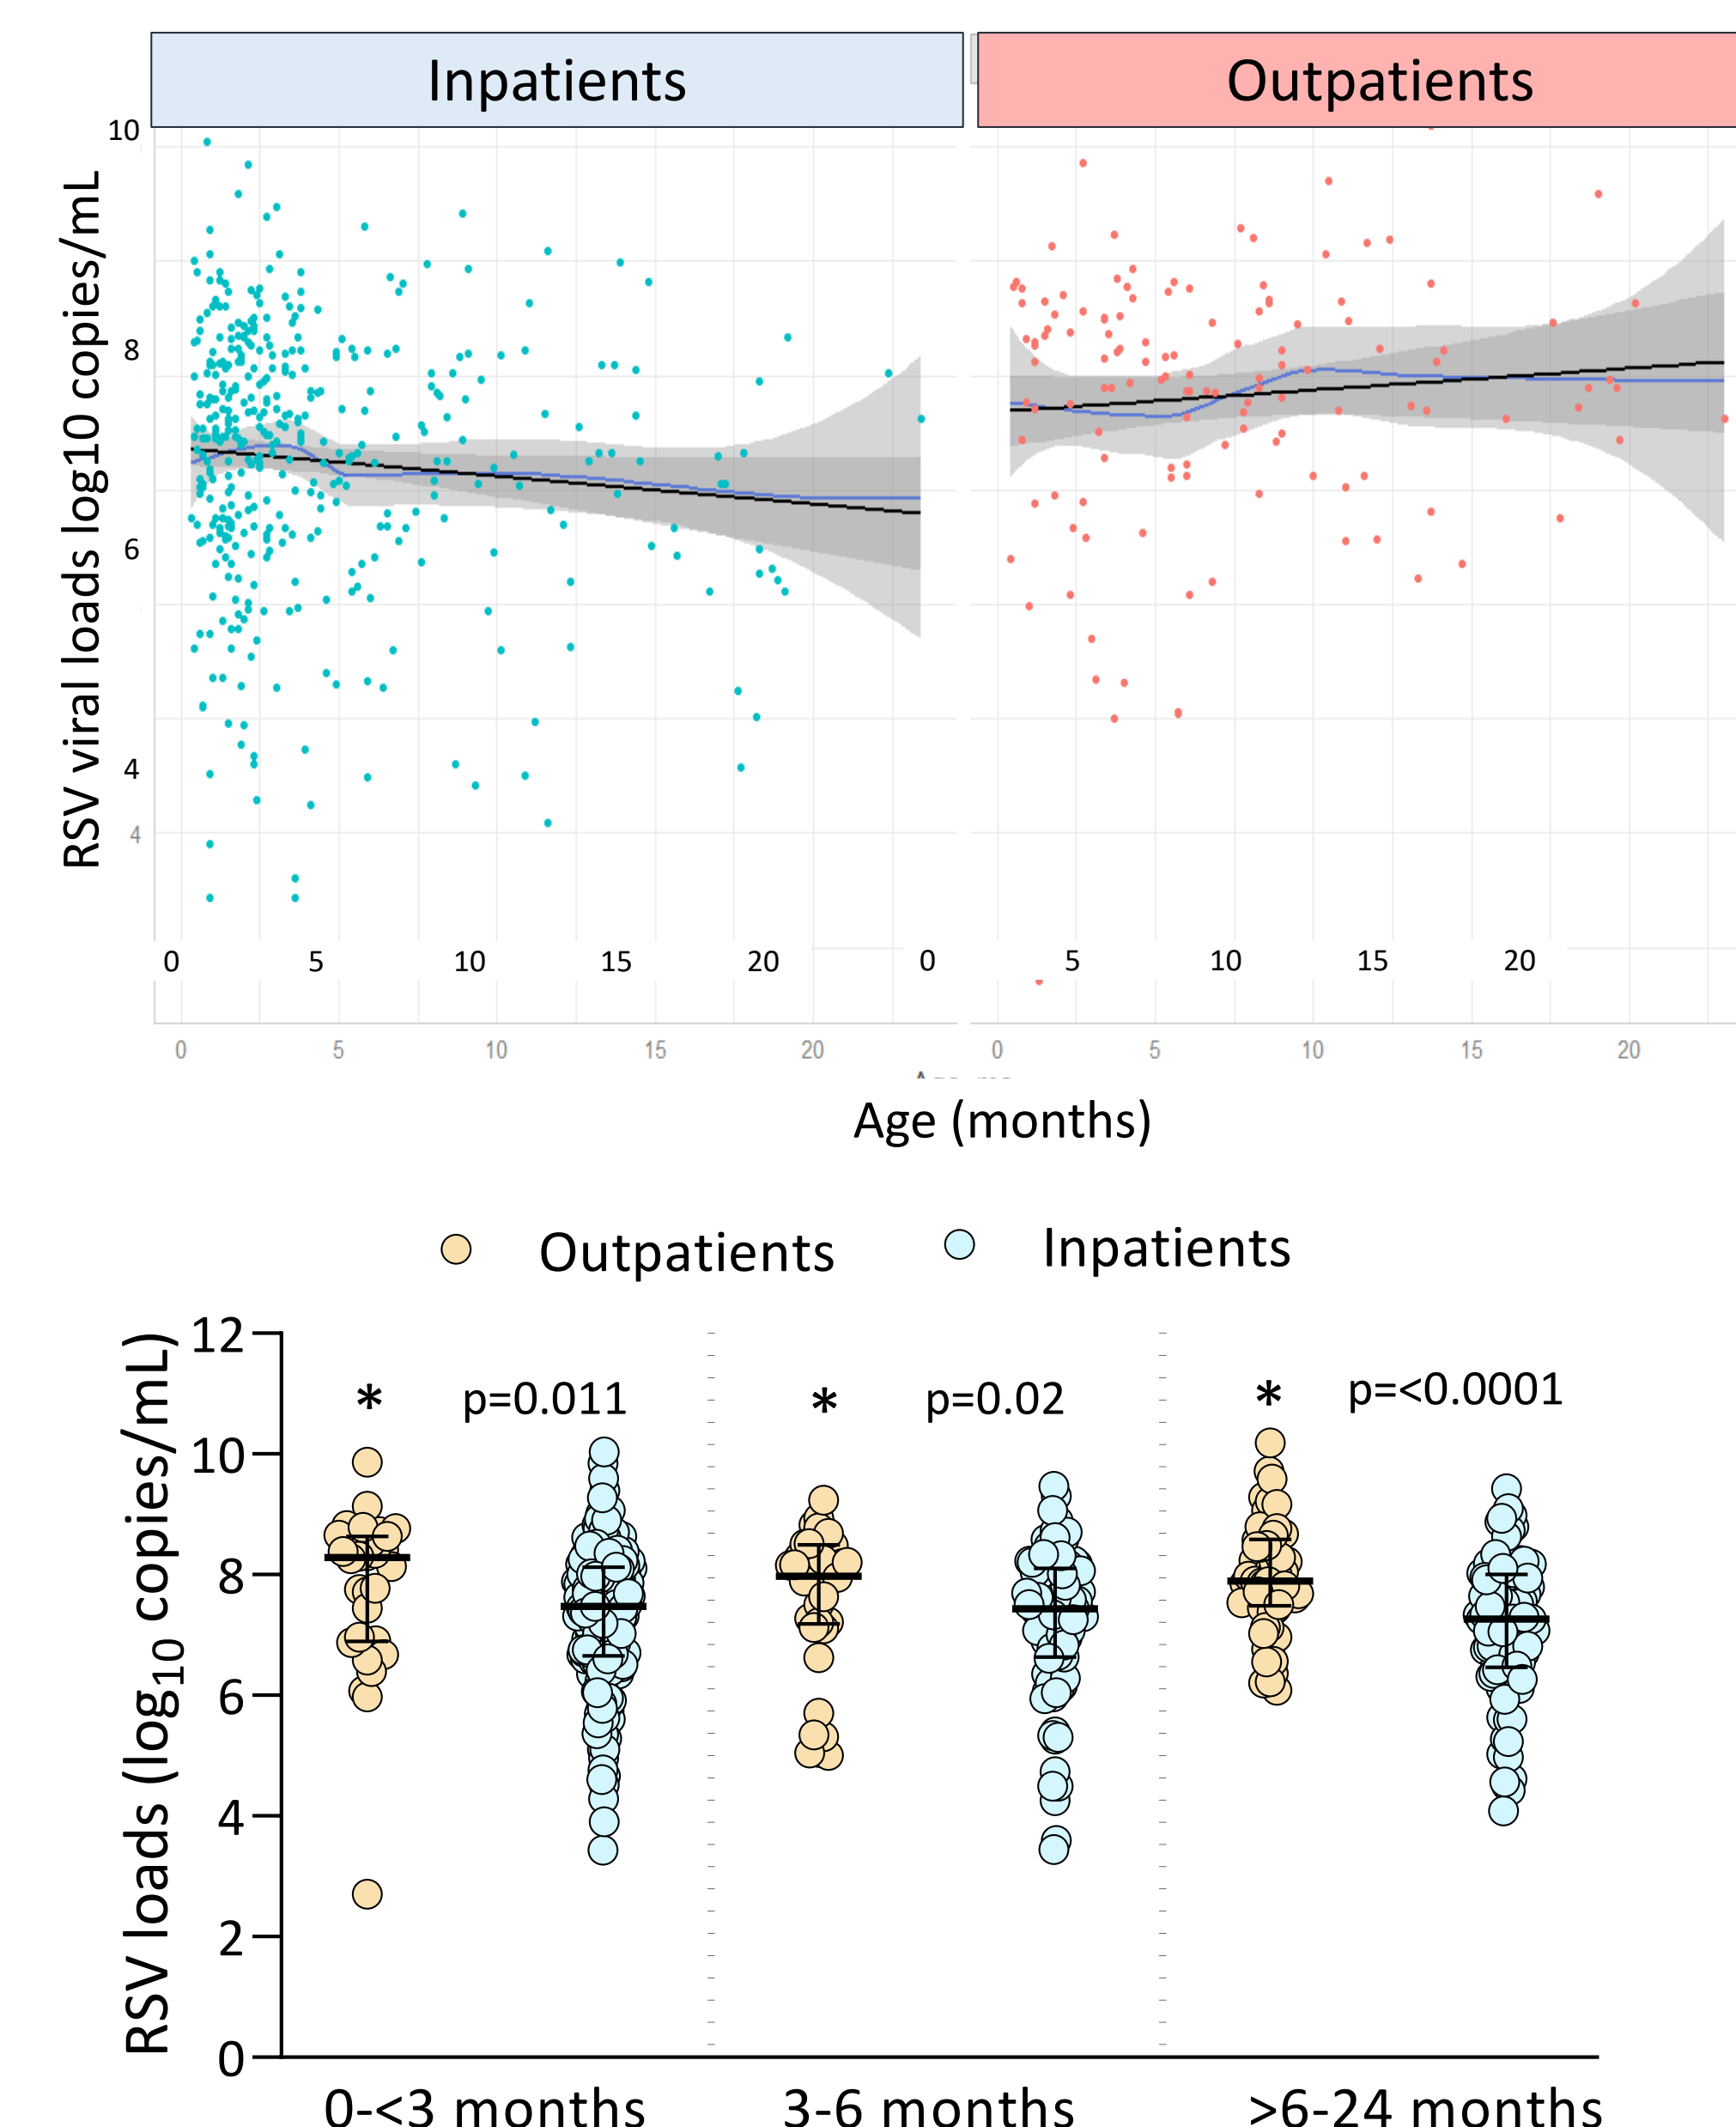 Inpatients
Outpatients
10
8
6
4
4
RSV viral loads log10 copies/mL
0
5
10
15
20
0
5
10
15
20
0
5
10
15
20
0
5
10
15
20
Age (months)
Outpatients
Inpatients
RSV loads (log10 copies/mL)
12
10
8
6
4
2
0
* p=0.011
* p=0.02
* p=<0.0001
0-<3 months
3-6 months
>6-24 months